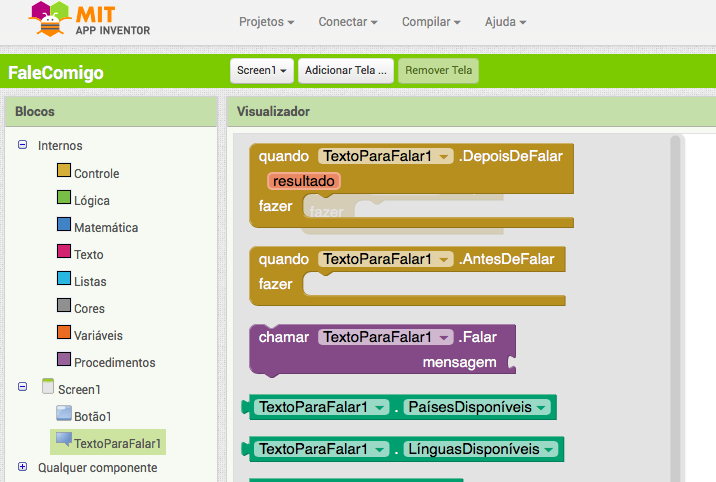 MIT
APP INVENTOR
Projetos Conectar Compilar Ajuda
FaleComigo
Screen1 Adicionar Tela ... Remover Tela
Blocos
Visualizador
Internos
Controle
Lógica
Matemática
Texto
Listas
Cores
Variáveis
Procedimentos
Screen1
Botão1
TextoParaFalar1
Qualquer componente
quando TextoParaFalar1 .DepoisDeFalar
resultado
fazer fazer
quando TextoParaFalar1 .AntesDeFalar
fazer
chamar TextoParaFalar1 .Falar
mensagem
TextoParaFalar1 . PaísesDisponíveis
TextoParaFalar1 . LínguasDisponíveis